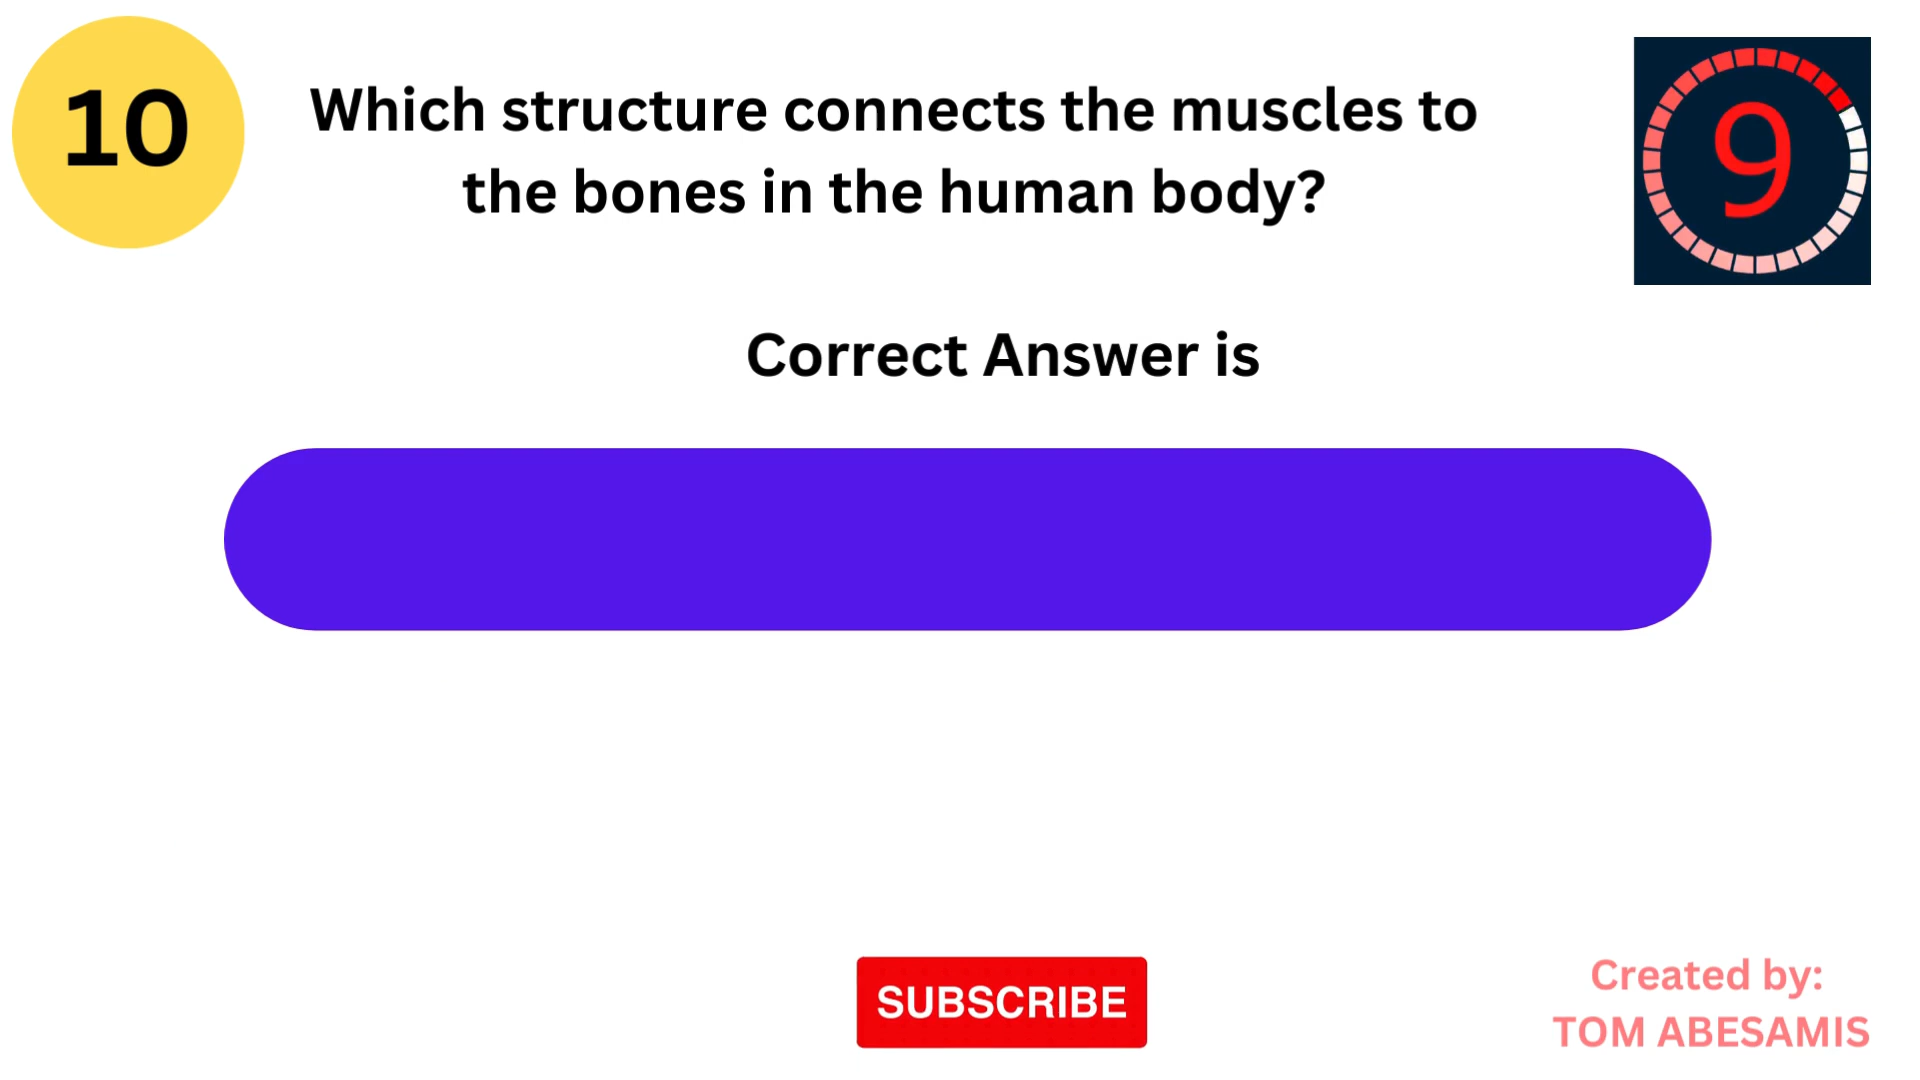 10
Which structure connects the muscles to
the bones in the human body?
9
Correct Answer is
SUBSCRIBE
Created by:
TOM ABESAMIS